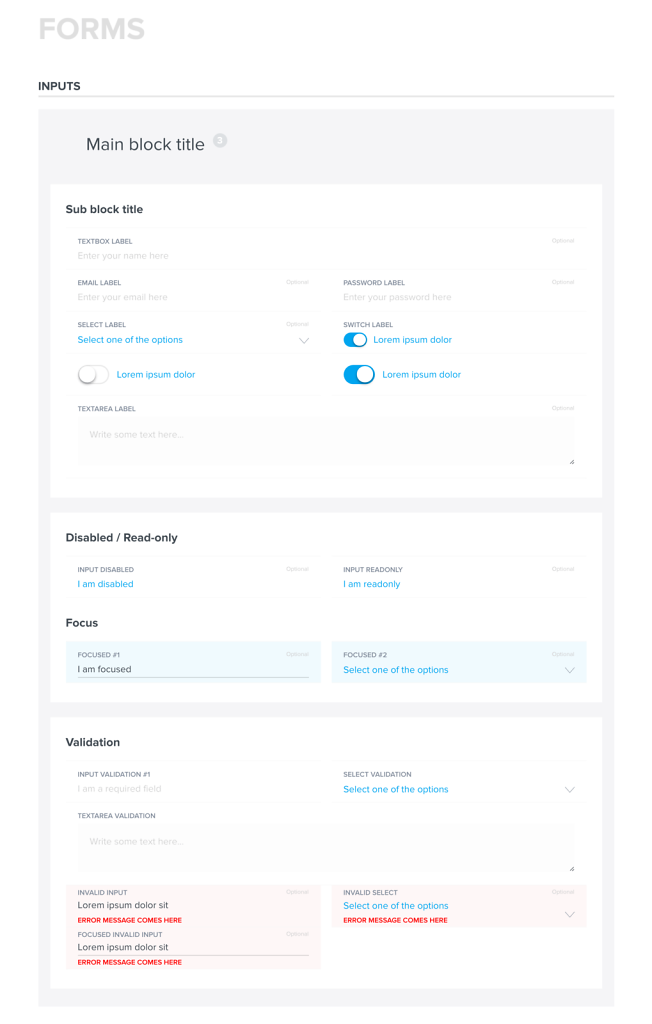 FORMS
INPUTS
Main block title 3
Sub block title
TEXTBOX LABEL Optional
Enter your name here
EMAIL LABEL Optional PASSWORD LABEL Optional
Enter your email here Enter your password here
SELECT LABEL Optional SWITCH LABEL
Select one of the options Lorem ipsum dolor
Lorem ipsum dolor Lorem ipsum dolor
TEXTAREA LABEL Optional
Write some text here...
Disabled / Read-only
INPUT DISABLED Optional INPUT READONLY Optional
I am disabled I am readonly
Focus
FOCUSED #1 Optional FOCUSED #2 Optional
I am focused Select one of the options
Validation
INPUT VALIDATION #1 SELECT VALIDATION
I am a required field Select one of the options
TEXTAREA VALIDATION
Write some text here...
INVALID INPUT Optional INVALID SELECT Optional
Lorem ipsum dolor sit Select one of the options
ERROR MESSAGE COMES HERE ERROR MESSAGE COMES HERE
FOCUSED INVALID INPUT Optional
Lorem ipsum dolor sit
ERROR MESSAGE COMES HERE